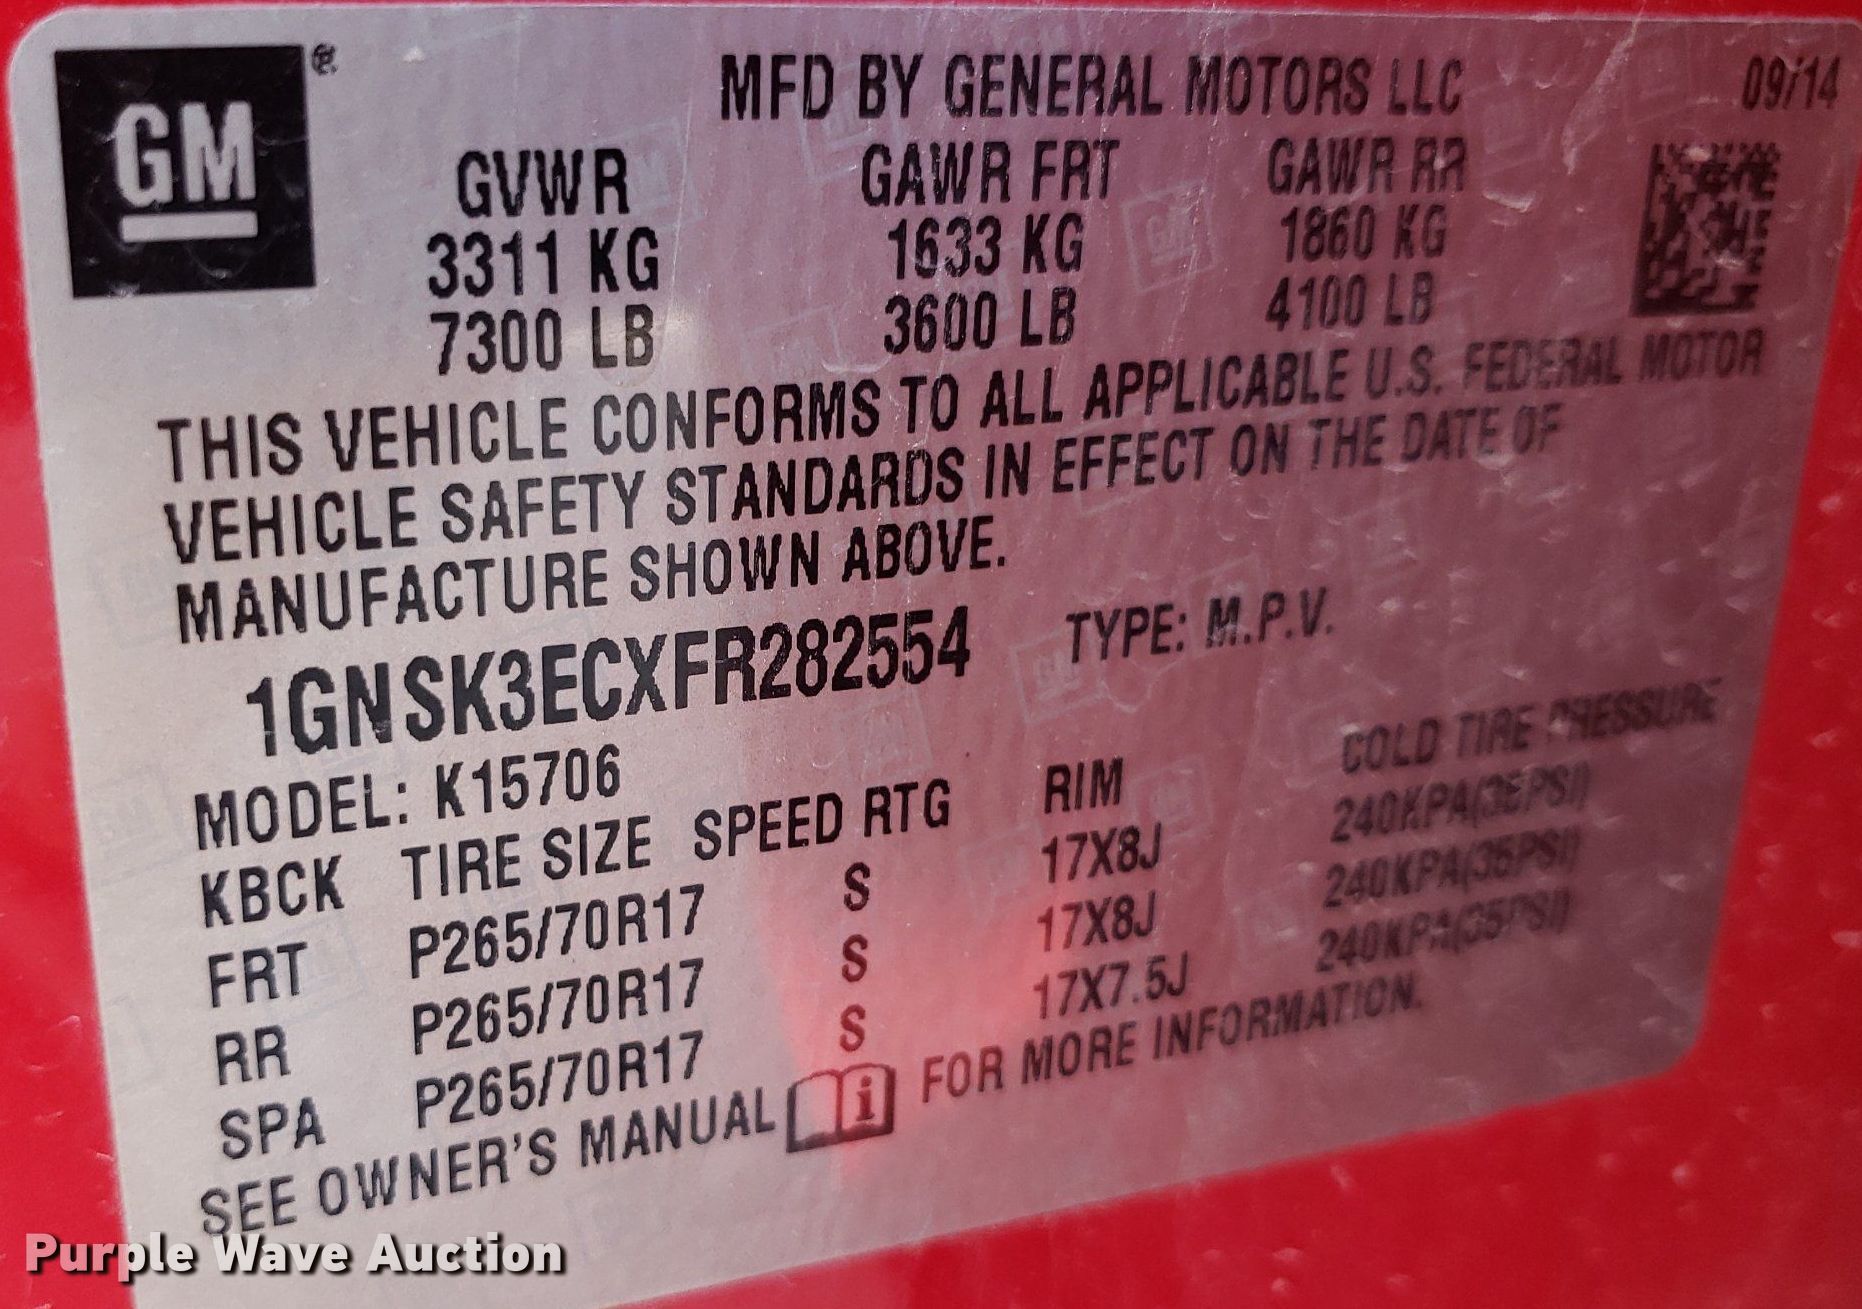 GM ®
MFD BY GENERAL MOTORS LLC 09/14
GVWR GAWR FRT GAWR RR
3311 KG 1633 KG 1860 KG
7300 LB 3600 LB 4100 LB
THIS VEHICLE CONFORMS TO ALL APPLICABLE U.S. FEDERAL MOTOR
VEHICLE SAFETY STANDARDS IN EFFECT ON THE DATE OF
MANUFACTURE SHOWN ABOVE.
1GNSK3ECXFR282554 TYPE: M.P.V.
MODEL: K15706
KBCK TIRE SIZE SPEED RTG RIM COLD TIRE PRESSURE
FRT P265/70R17 S 17X8J 240KPA(35PSI)
RR P265/70R17 S 17X8J 240KPA(35PSI)
SPA P265/70R17 S 17X7.5J 240KPA(35PSI)
SEE OWNER'S MANUAL i FOR MORE INFORMATION.
Purple Wave Auction